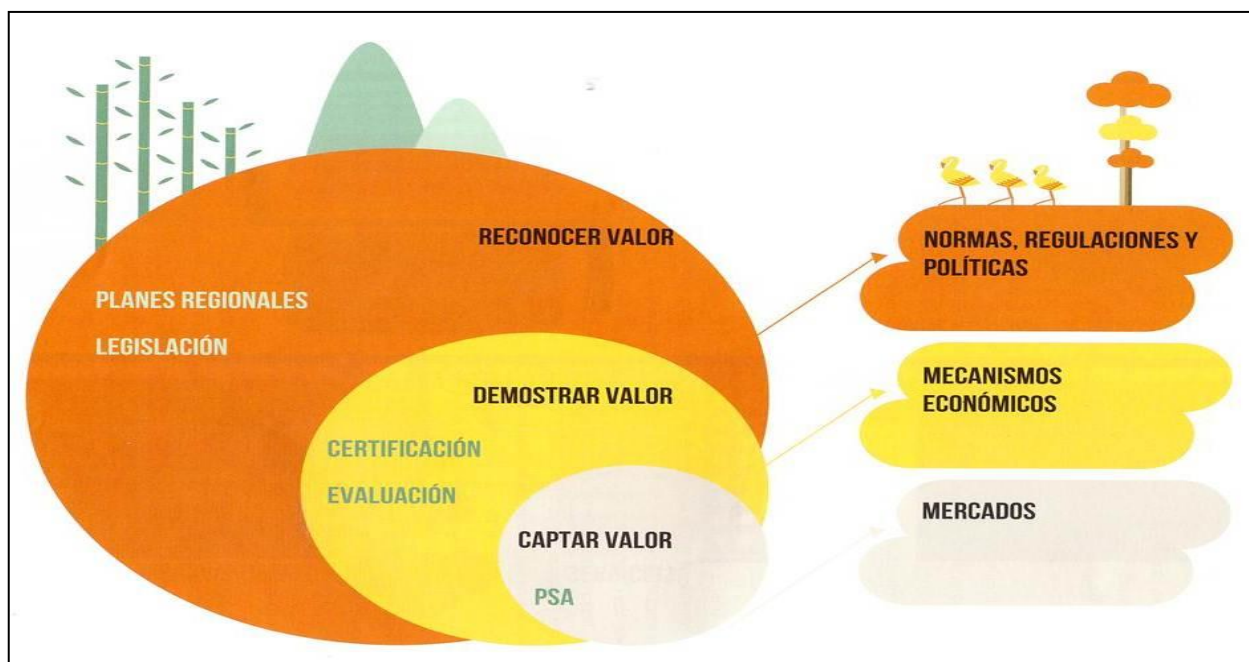 RECONOCER VALOR
PLANES REGIONALES
LEGISLACIÓN
DEMOSTRAR VALOR
CERTIFICACIÓN
EVALUACIÓN
CAPTAR VALOR
PSA
NORMAS, REGULACIONES Y
POLÍTICAS
MECANISMOS
ECONÓMICOS
MERCADOS